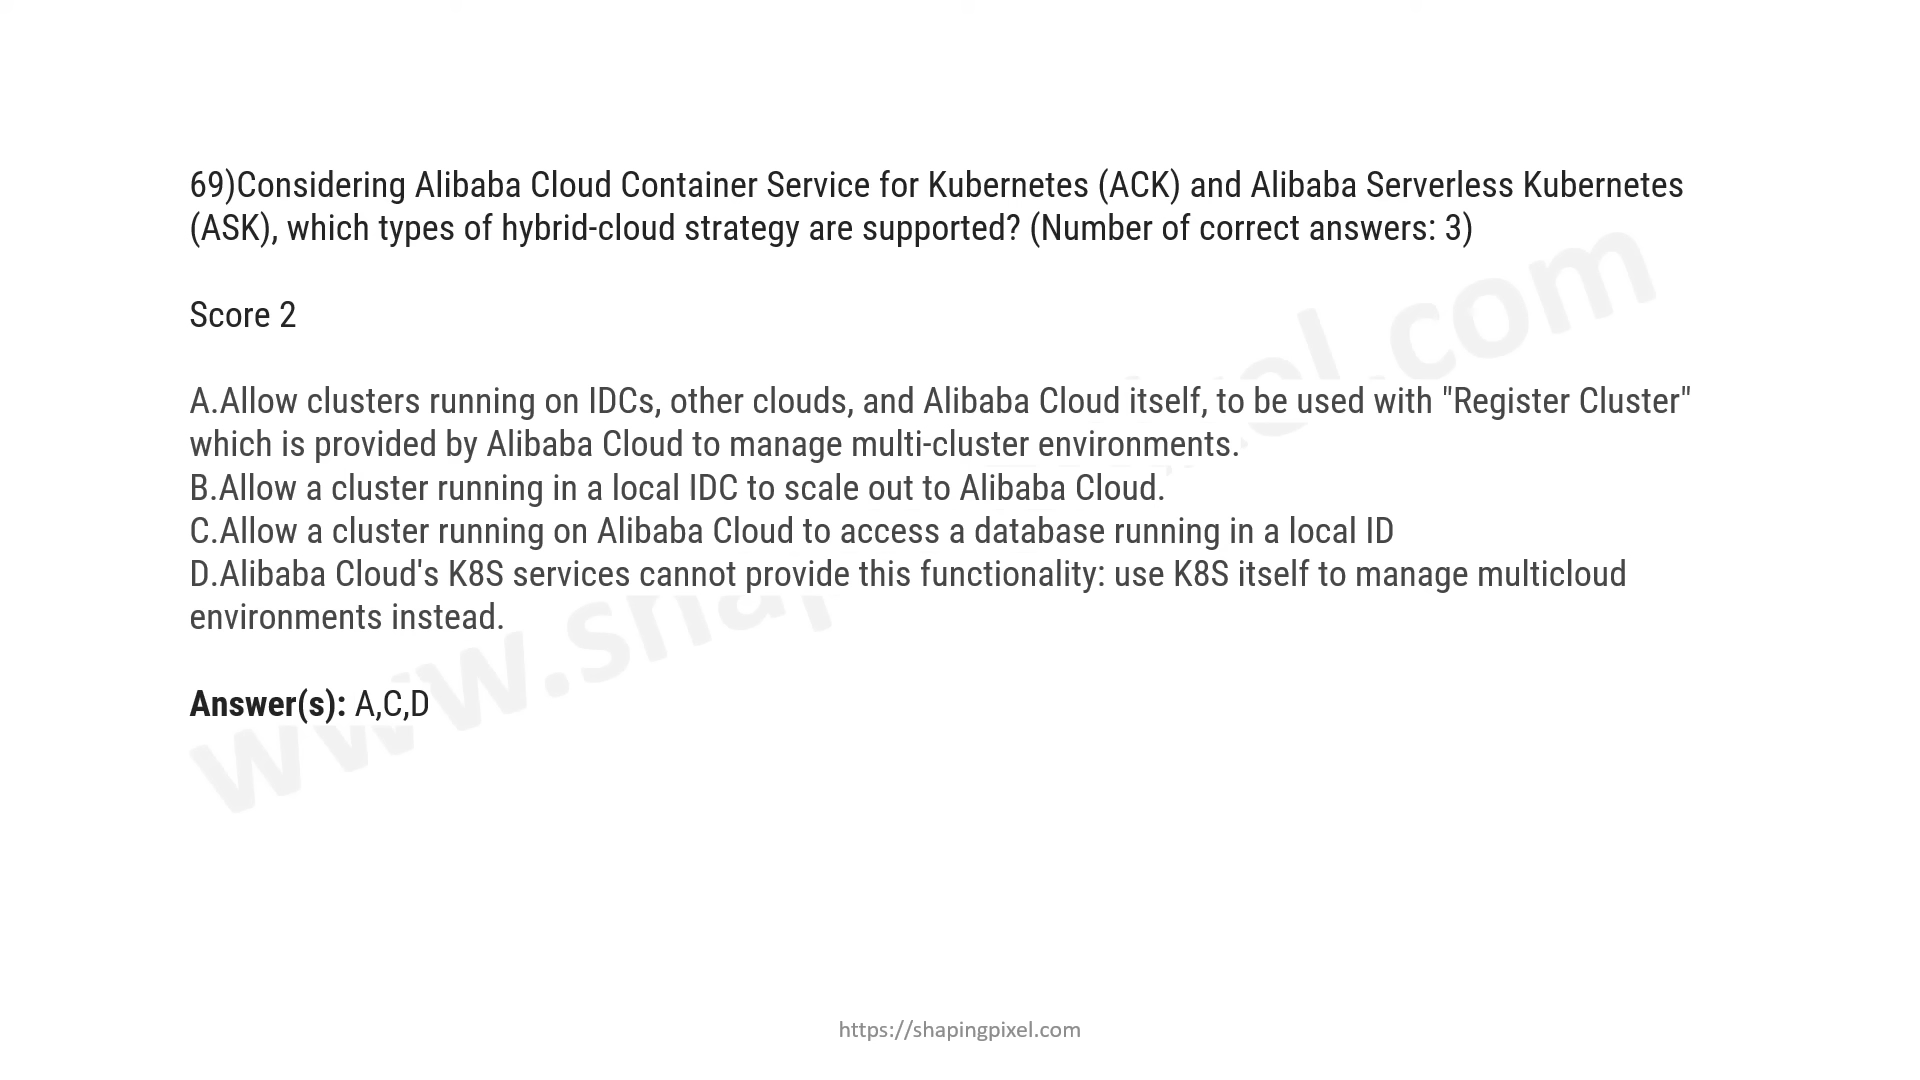 69)Considering Alibaba Cloud Container Service for Kubernetes (ACK) and Alibaba Serverless Kubernetes
(ASK), which types of hybrid-cloud strategy are supported? (Number of correct answers: 3)
Score 2
A.Allow clusters running on IDCs, other clouds, and Alibaba Cloud itself, to be used with "Register Cluster"
which is provided by Alibaba Cloud to manage multi-cluster environments.
B.Allow a cluster running in a local IDC to scale out to Alibaba Cloud.
C.Allow a cluster running on Alibaba Cloud to access a database running in a local ID
D.Alibaba Cloud's K8S services cannot provide this functionality: use K8S itself to manage multicloud
environments instead.
Answer(s): A,C,D
https://shapingpixel.com